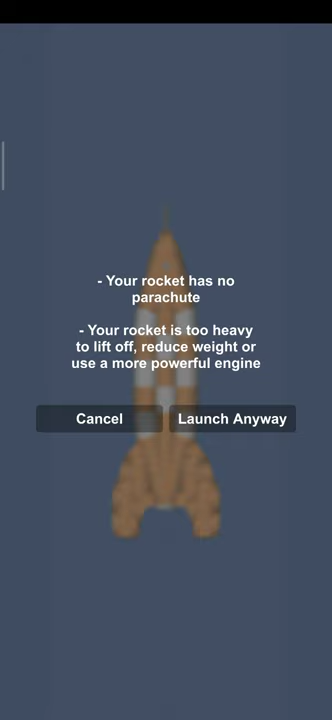 - Your rocket has no
parachute
- Your rocket is too heavy
to lift off, reduce weight or
use a more powerful engine
Cancel
Launch Anyway